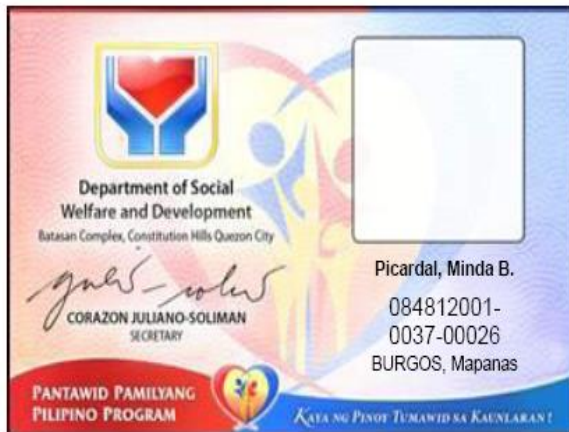 Department of Social
Welfare and Development
Batasan Complex, Constitution Hills Quezon City
CORAZON JULIANO-SOLIMAN
SECRETARY
Picardal, Minda B.
084812001-
0037-00026
BURGOS, Mapanas
PANTAWID PAMILYANG
PILIPINO PROGRAM
KAYA NG PINOY TUMAWID SA KAUNLARAN!